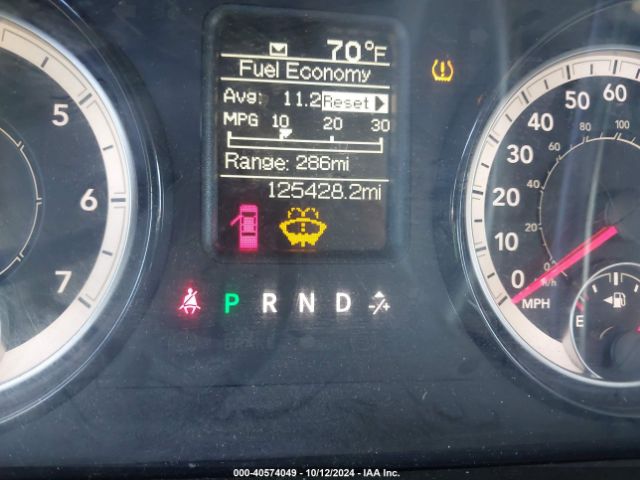 70°F
Fuel Economy
Avg: 11.2 Reset
MPG 10 20 30
Range: 286mi
125428.2mi
P R N D
5
6
7
0
10
20
30
40
50
60
MPH
0
20
40
60
80
100
E
000-40574049 - 10/12/2024 - IAA Inc.